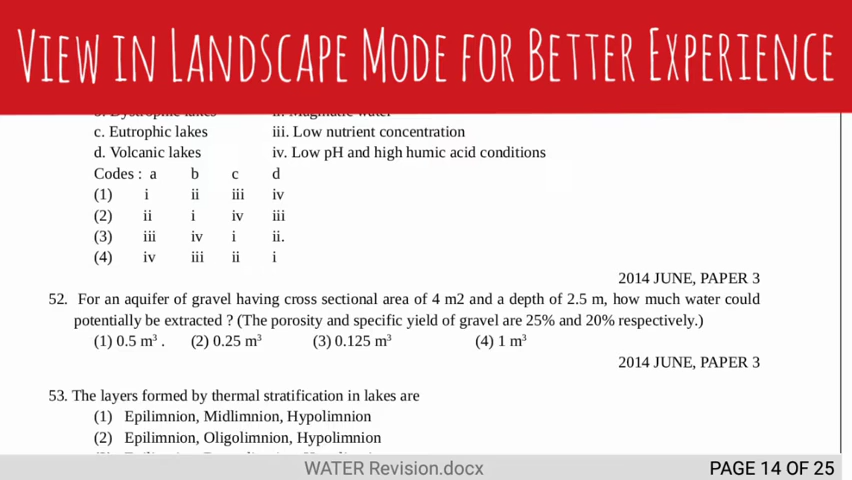 VIEW IN LANDSCAPE MODE FOR BETTER EXPERIENCE
c. Eutrophic lakes iii. Low nutrient concentration
d. Volcanic lakes iv. Low pH and high humic acid conditions
Codes : a b c d
(1) i ii iii iv
(2) ii i iv iii
(3) iii iv i ii.
(4) iv iii ii i
2014 JUNE, PAPER 3
52. For an aquifer of gravel having cross sectional area of 4 m2 and a depth of 2.5 m, how much water could
potentially be extracted ? (The porosity and specific yield of gravel are 25% and 20% respectively.)
(1) 0.5 m³ . (2) 0.25 m³ (3) 0.125 m³ (4) 1 m³
2014 JUNE, PAPER 3
53. The layers formed by thermal stratification in lakes are
(1) Epilimnion, Midlimnion, Hypolimnion
(2) Epilimnion, Oligolimnion, Hypolimnion
WATER Revision.docx PAGE 14 OF 25